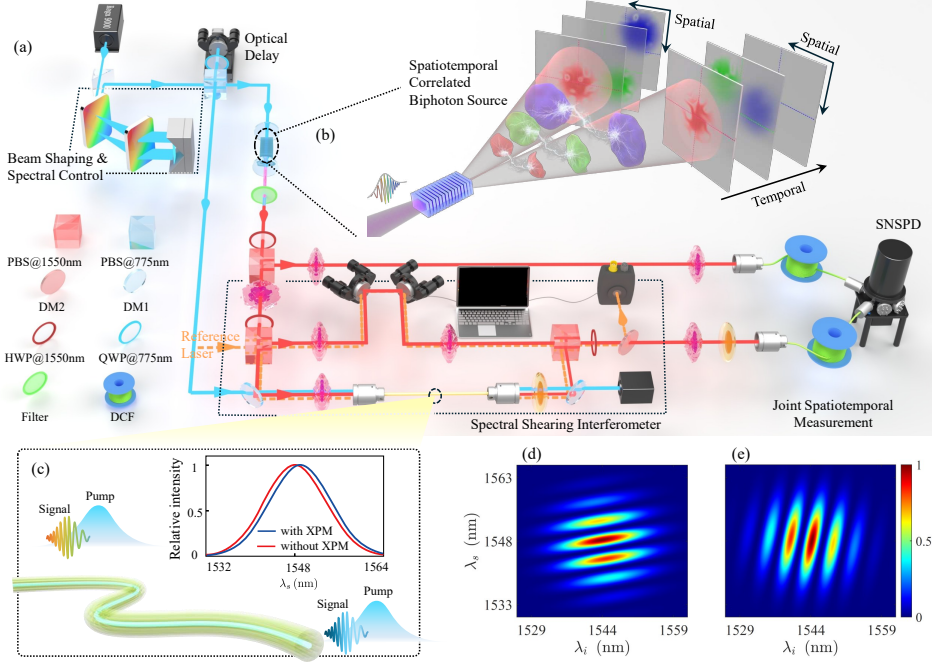 (a)
Rega 9000
Optical
Delay
Beam Shaping &
Spectral Control
Spatiotemporal
Correlated
Biphoton Source
(b)
Spatial
Spatial
Temporal
SNSPD
PBS@1550nm
PBS@775nm
DM2
DM1
HWP@1550nm
QWP@775nm
Filter
DCF
Reference
Laser
Spectral Shearing Interferometer
Joint Spatiotemporal
Measurement
(c)
Signal
Pump
Signal
Pump
Relative intensity
1
0.5
0
with XPM
without XPM
1532
1548
1564
λs (nm)
(d)
1563
1548
1533
λs (nm)
1529
1544
1559
λi (nm)
(e)
1529
1544
1559
λi (nm)
1
0.5
0